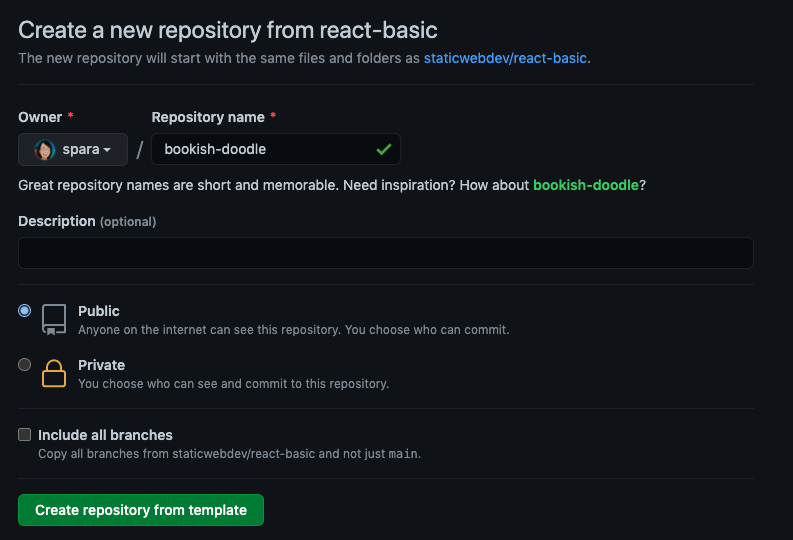 Create a new repository from react-basic
The new repository will start with the same files and folders as staticwebdev/react-basic.
Owner * Repository name *
spara / bookish-doodle
Great repository names are short and memorable. Need inspiration? How about bookish-doodle?
Description (optional)
Public
Anyone on the internet can see this repository. You choose who can commit.
Private
You choose who can see and commit to this repository.
Include all branches
Copy all branches from staticwebdev/react-basic and not just main.
Create repository from template